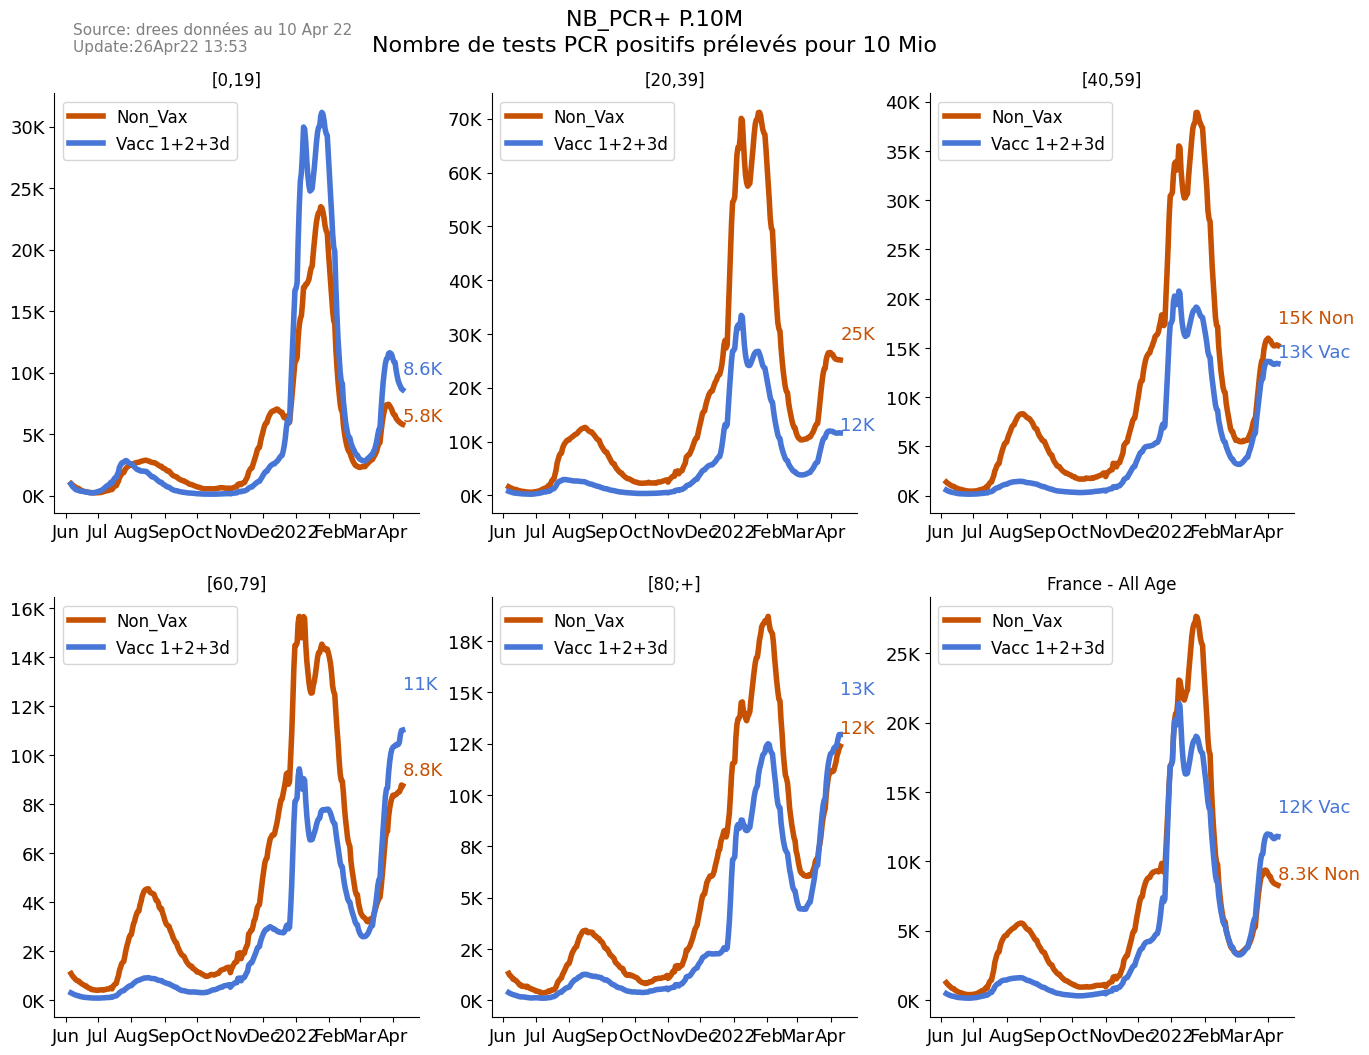 NB_PCR+ P.10M
Nombre de tests PCR positifs prélevés pour 10 Mio
Source: drees données au 10 Apr 22
Update:26Apr22 13:53
[0,19]
Non_Vax
Vacc 1+2+3d
30K
25K
20K
15K
10K
5K
0K
8.6K
5.8K
Jun Jul Aug Sep Oct Nov Dec 2022 Feb Mar Apr
[20,39]
Non_Vax
Vacc 1+2+3d
70K
60K
50K
40K
30K
20K
10K
0K
25K
12K
Jun Jul Aug Sep Oct Nov Dec 2022 Feb Mar Apr
[40,59]
Non_Vax
Vacc 1+2+3d
40K
35K
30K
25K
20K
15K
10K
5K
0K
15K Non
13K Vac
Jun Jul Aug Sep Oct Nov Dec 2022 Feb Mar Apr
[60,79]
Non_Vax
Vacc 1+2+3d
16K
14K
12K
10K
8K
6K
4K
2K
0K
11K
8.8K
Jun Jul Aug Sep Oct Nov Dec 2022 Feb Mar Apr
[80;+]
Non_Vax
Vacc 1+2+3d
18K
15K
12K
10K
8K
5K
2K
0K
13K
12K
Jun Jul Aug Sep Oct Nov Dec 2022 Feb Mar Apr
France - All Age
Non_Vax
Vacc 1+2+3d
25K
20K
15K
10K
5K
0K
12K Vac
8.3K Non
Jun Jul Aug Sep Oct Nov Dec 2022 Feb Mar Apr